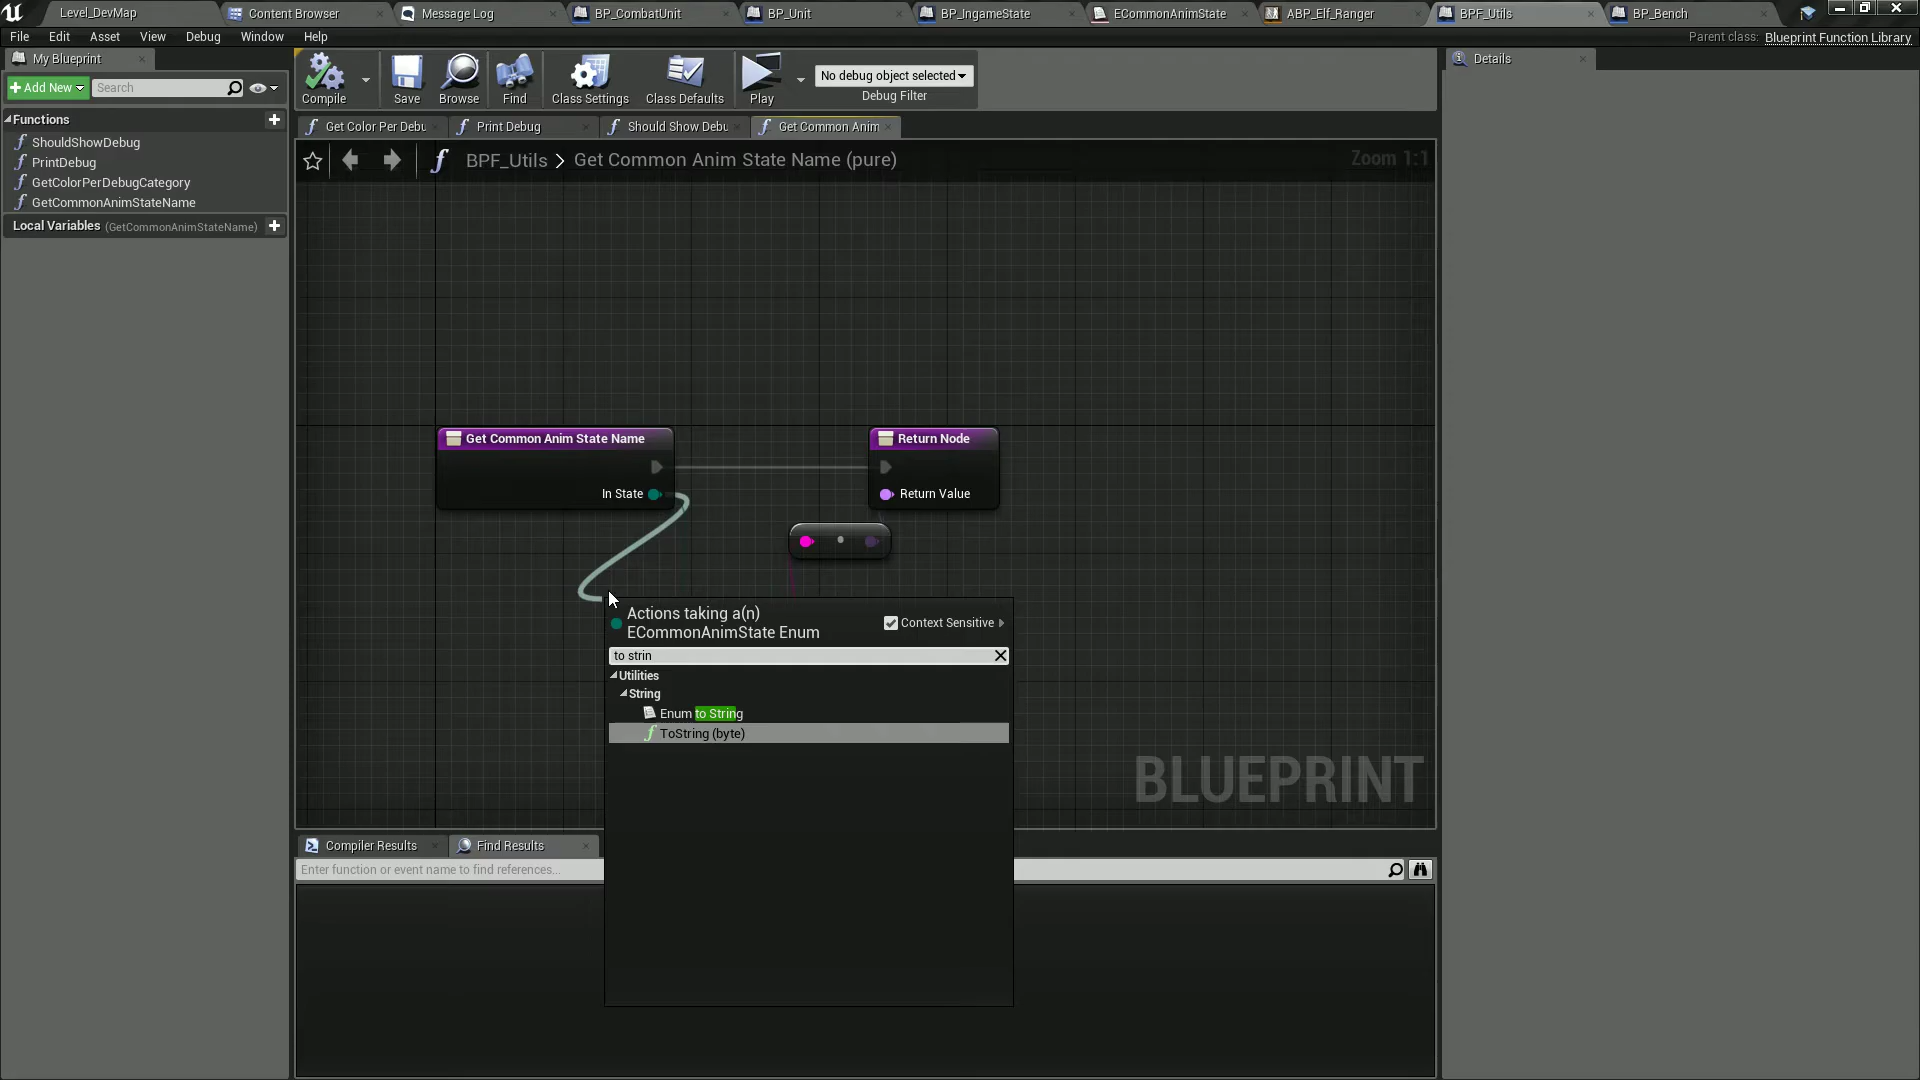 Level_DevMap
Content Browser
Message Log
BP_CombatUnit
BP_Unit
BP_IngameState
ECommonAnimState
ABP_Elf_Ranger
BPF_Utils
BP_Bench
File Edit Asset View Debug Window Help
Parent class: Blueprint Function Library
My Blueprint
Details
Add New
Search
Compile
Save
Browse
Find
Class Settings
Class Defaults
Play
No debug object selected
Debug Filter
Functions
ShouldShowDebug
PrintDebug
GetColorPerDebugCategory
GetCommonAnimStateName
Local Variables (GetCommonAnimStateName)
Get Color Per Debu
Print Debug
Should Show Debu
Get Common Anim
BPF_Utils > Get Common Anim State Name (pure)
Zoom 1:1
Get Common Anim State Name
In State
Return Node
Return Value
Actions taking a(n)
ECommonAnimState Enum
Context Sensitive
to strin
Utilities
String
Enum to String
ToString (byte)
BLUEPRINT
Compiler Results
Find Results
Enter function or event name to find references...